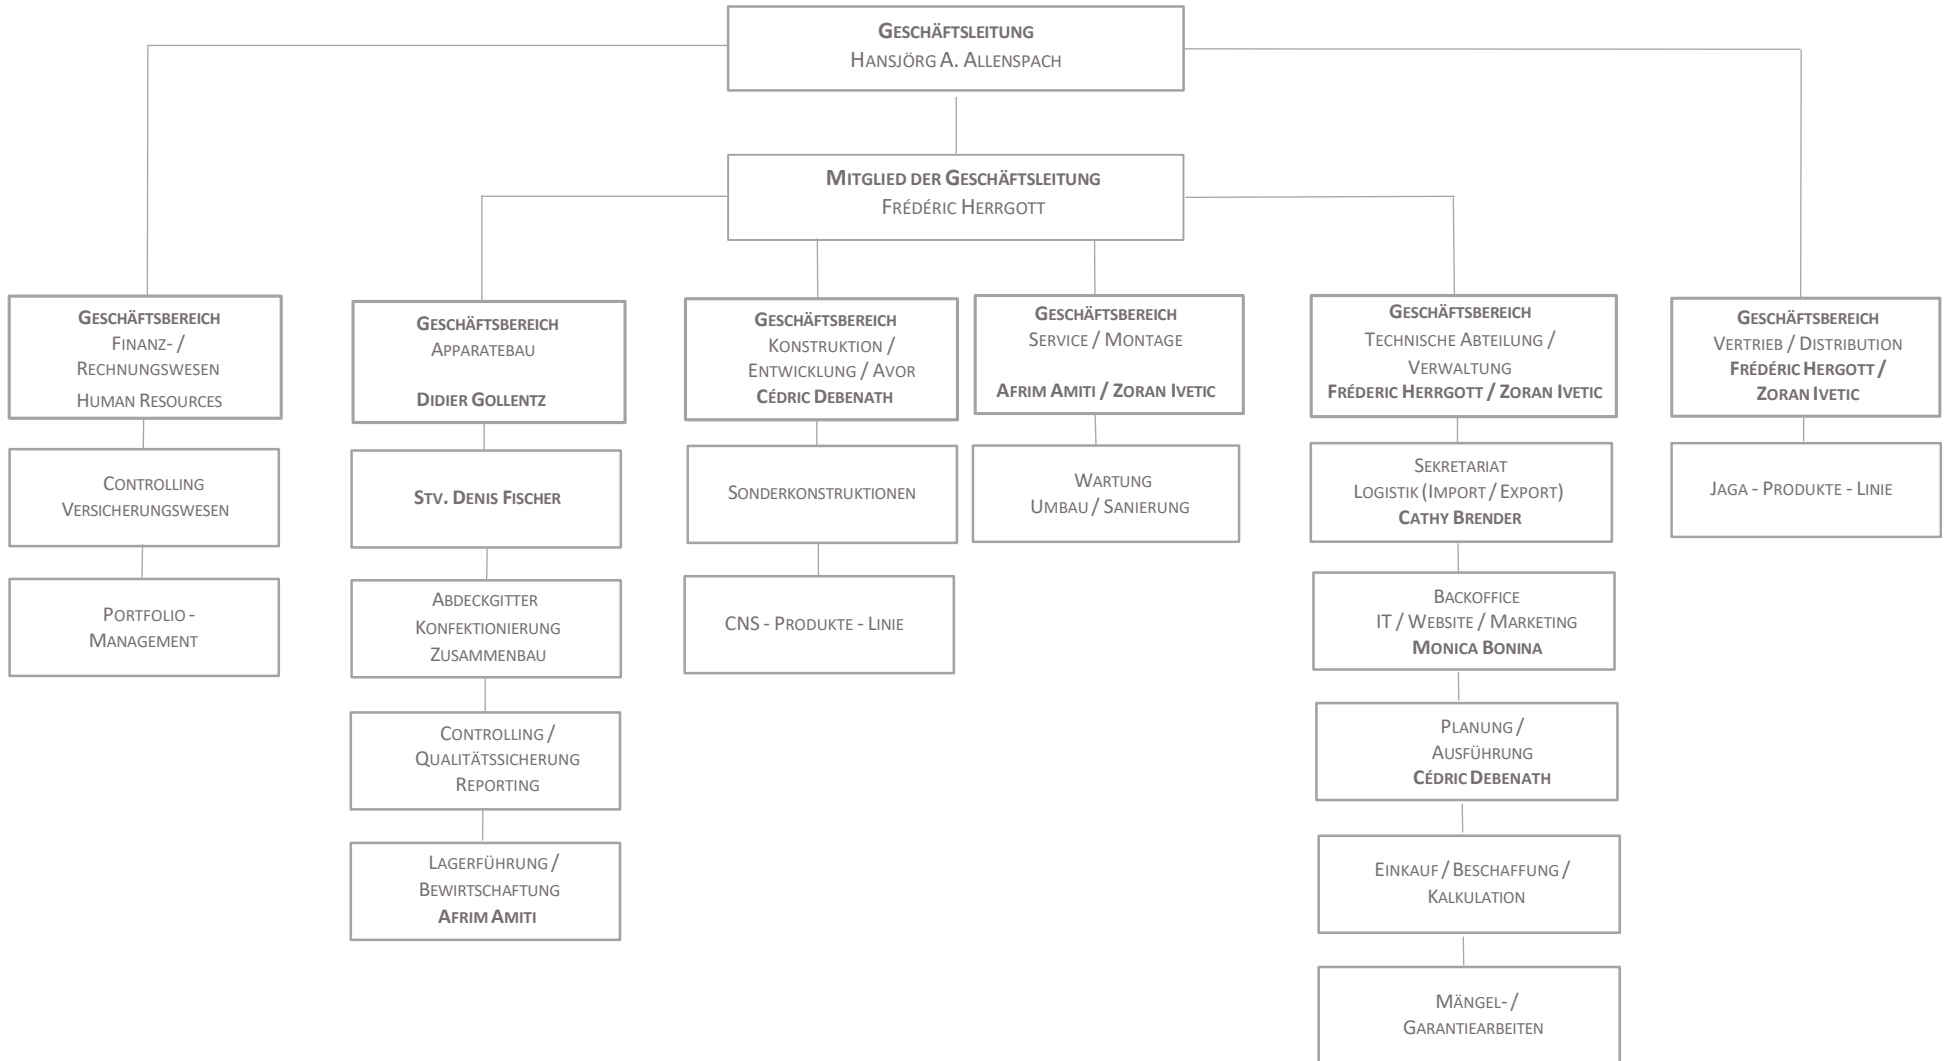 GESCHÄFTSLEITUNG
HANSJÖRG A. ALLENSPACH
MITGLIED DER GESCHÄFTSLEITUNG
FRÉDÉRIC HERRGOTT
GESCHÄFTSBEREICH
FINANZ- /
RECHNUNGSWESEN
HUMAN RESOURCES
CONTROLLING
VERSICHERUNGSWESEN
PORTFOLIO -
MANAGEMENT
GESCHÄFTSBEREICH
APPARATEBAU
DIDIER GOLLENTZ
STV. DENIS FISCHER
ABDECKGITTER
KONFEKTIONIERUNG
ZUSAMMENBAU
CONTROLLING /
QUALITÄTSSICHERUNG
REPORTING
LAGERFÜHRUNG /
BEWIRTSCHAFTUNG
AFRIM AMITI
GESCHÄFTSBEREICH
KONSTRUKTION /
ENTWICKLUNG / AVOR
CÉDRIC DEBENATH
SONDERKONSTRUKTIONEN
CNS - PRODUKTE - LINIE
GESCHÄFTSBEREICH
SERVICE / MONTAGE
AFRIM AMITI / ZORAN IVETIC
WARTUNG
UMBAU / SANIERUNG
GESCHÄFTSBEREICH
TECHNISCHE ABTEILUNG /
VERWALTUNG
FRÉDERIC HERRGOTT / ZORAN IVETIC
SEKRETARIAT
LOGISTIK (IMPORT / EXPORT)
CATHY BRENDER
BACKOFFICE
IT / WEBSITE / MARKETING
MONICA BONINA
PLANUNG /
AUSFÜHRUNG
CÉDRIC DEBENATH
EINKAUF / BESCHAFFUNG /
KALKULATION
MÄNGEL- /
GARANTIEARBEITEN
GESCHÄFTSBEREICH
VERTRIEB / DISTRIBUTION
FRÉDÉRIC HERGOTT /
ZORAN IVETIC
JAGA - PRODUKTE - LINIE